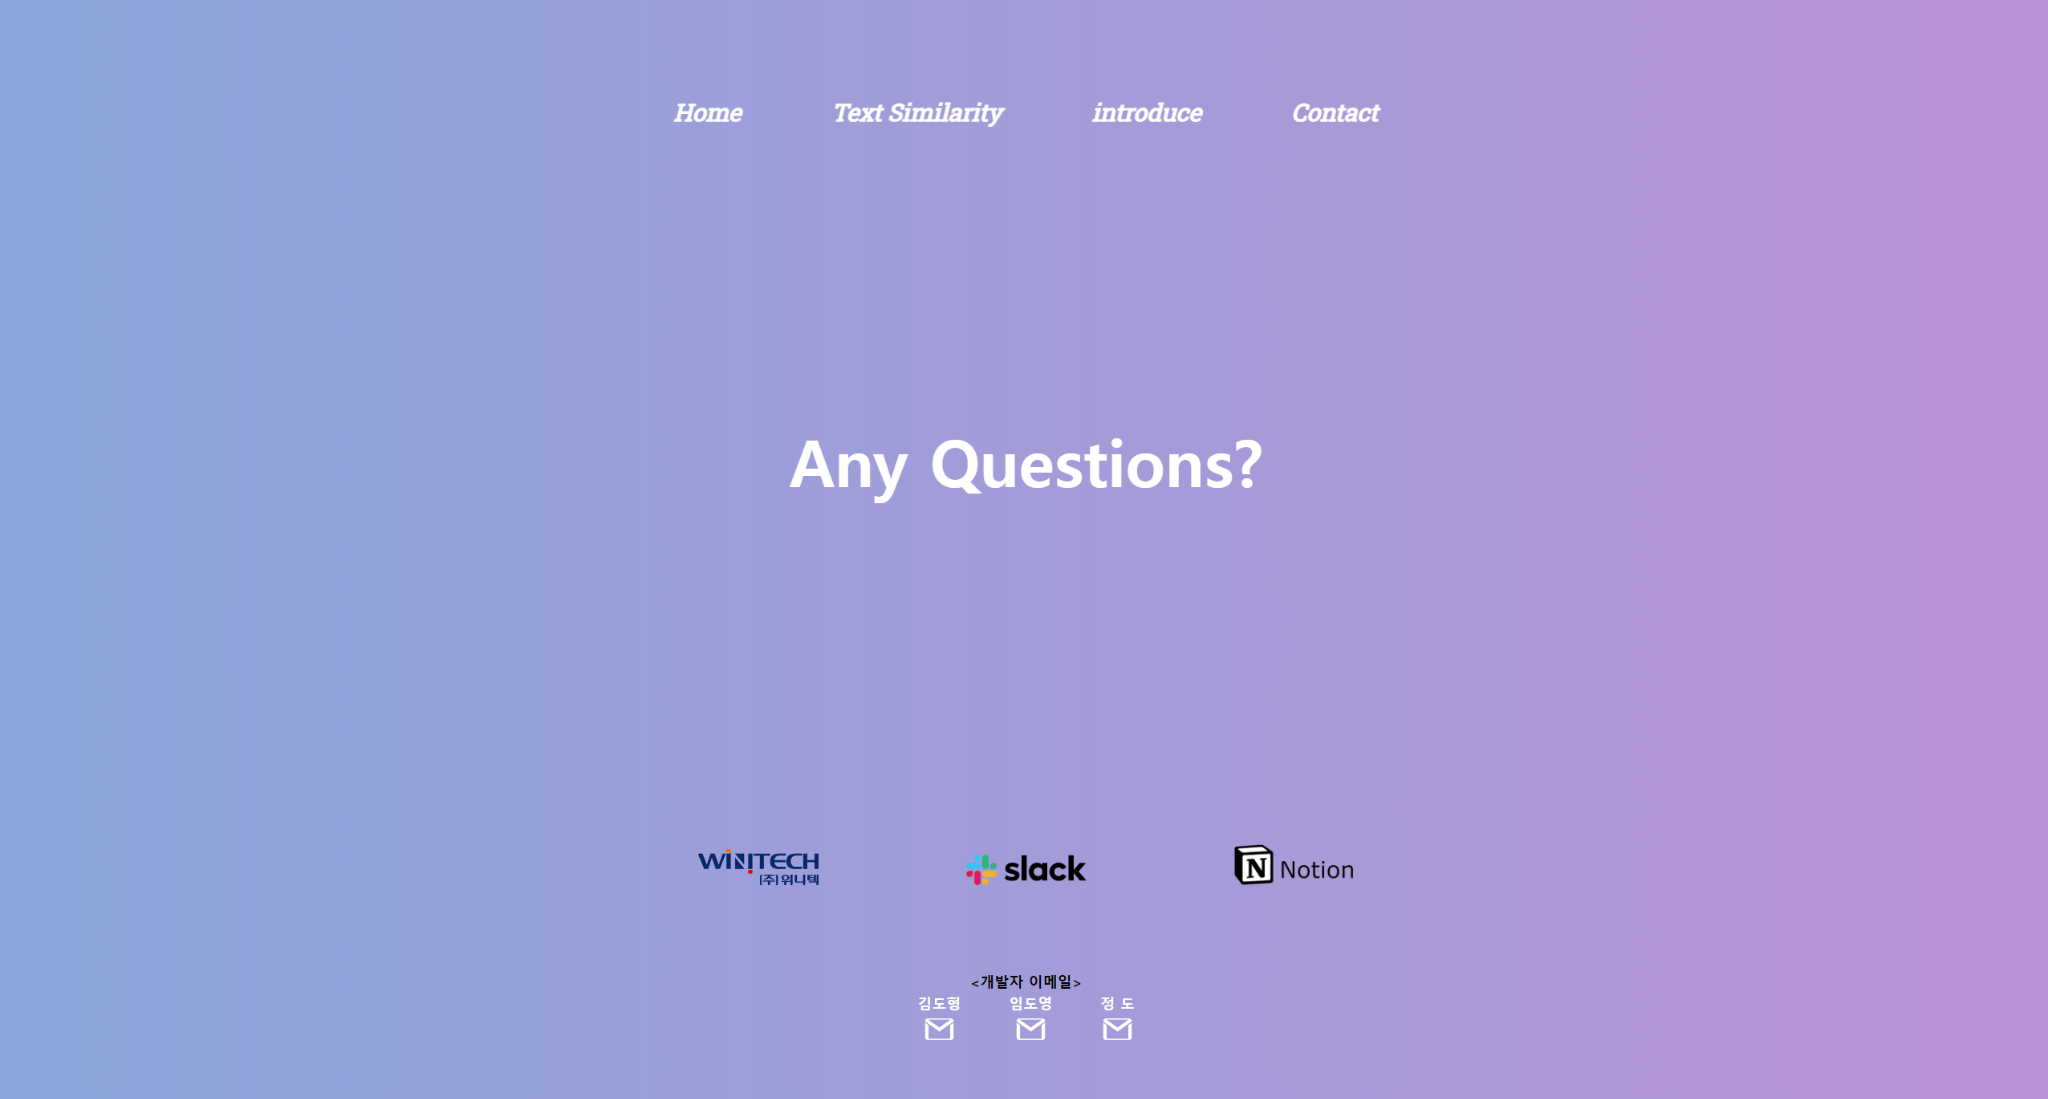 Home Text Similarity introduce Contact
Any Questions?
WINITECH
[주]위니텍
slack
N Notion
<개발자 이메일>
김도형 임도영 정 도